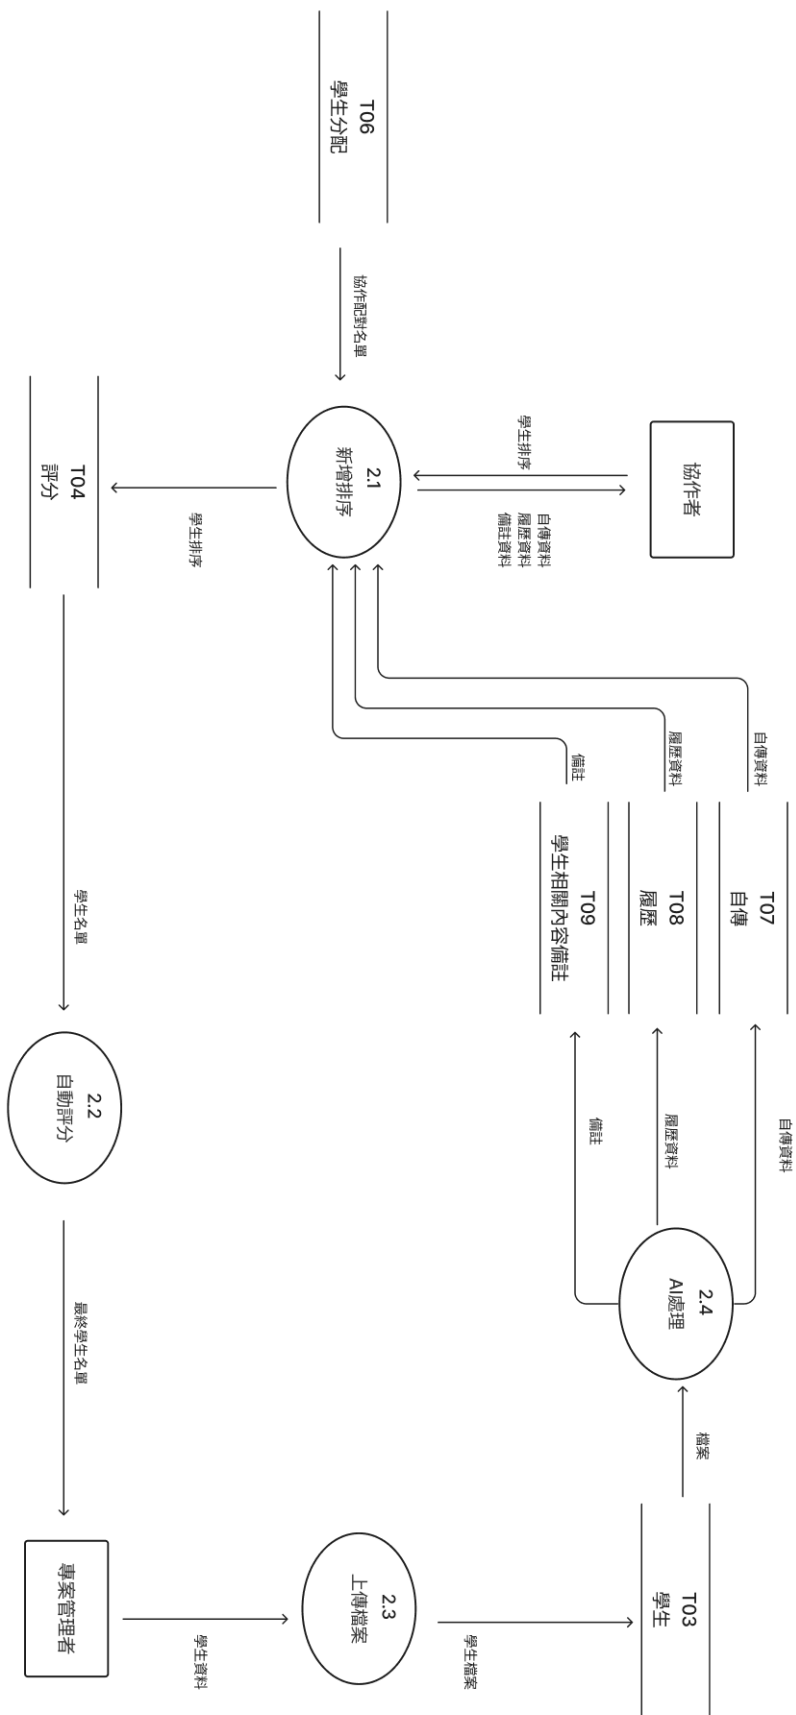 T06
學生分配
協作配對名單
協作者
學生排序
自傳資料
履歷資料
備註資料
2.1
新增排序
學生排序
T04
評分
自傳資料
履歷資料
備註
T07
自傳
T08
履歷
T09
學生相關內容備註
學生名單
自傳資料
履歷資料
備註
2.2
自動評分
2.4
AI處理
最終學生名單
檔案
T03
學生
學生檔案
2.3
上傳檔案
學生資料
專案管理者